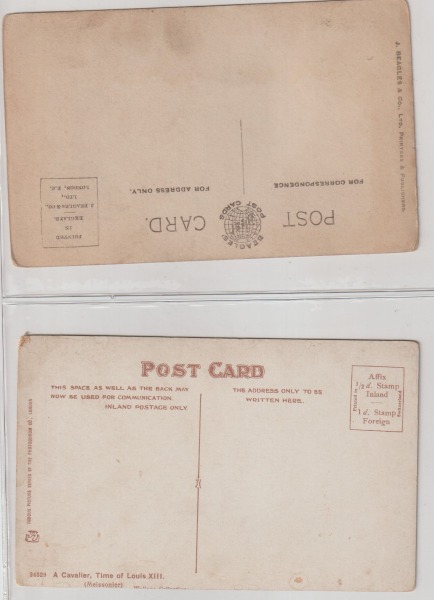 POST CARD.
BEAGLES'
POST CARDS
FOR CORRESPONDENCE
FOR ADDRESS ONLY.
PRINTED
IN
ENGLAND.
J. BEAGLES & CO.,
LTD.,
LONDON, E.C.
J. BEAGLES & CO., LTD, PRINTERS & PUBLISHERS.
POST CARD
THIS SPACE AS WELL AS THE BACK MAY
NOW BE USED FOR COMMUNICATION.
INLAND POSTAGE ONLY
THE ADDRESS ONLY TO BE
WRITTEN HERE.
Affix
½d. Stamp
Inland
1d. Stamp
Foreign
Printed in
24529 A Cavalier, Time of Louis XIII.
(Meissonier)